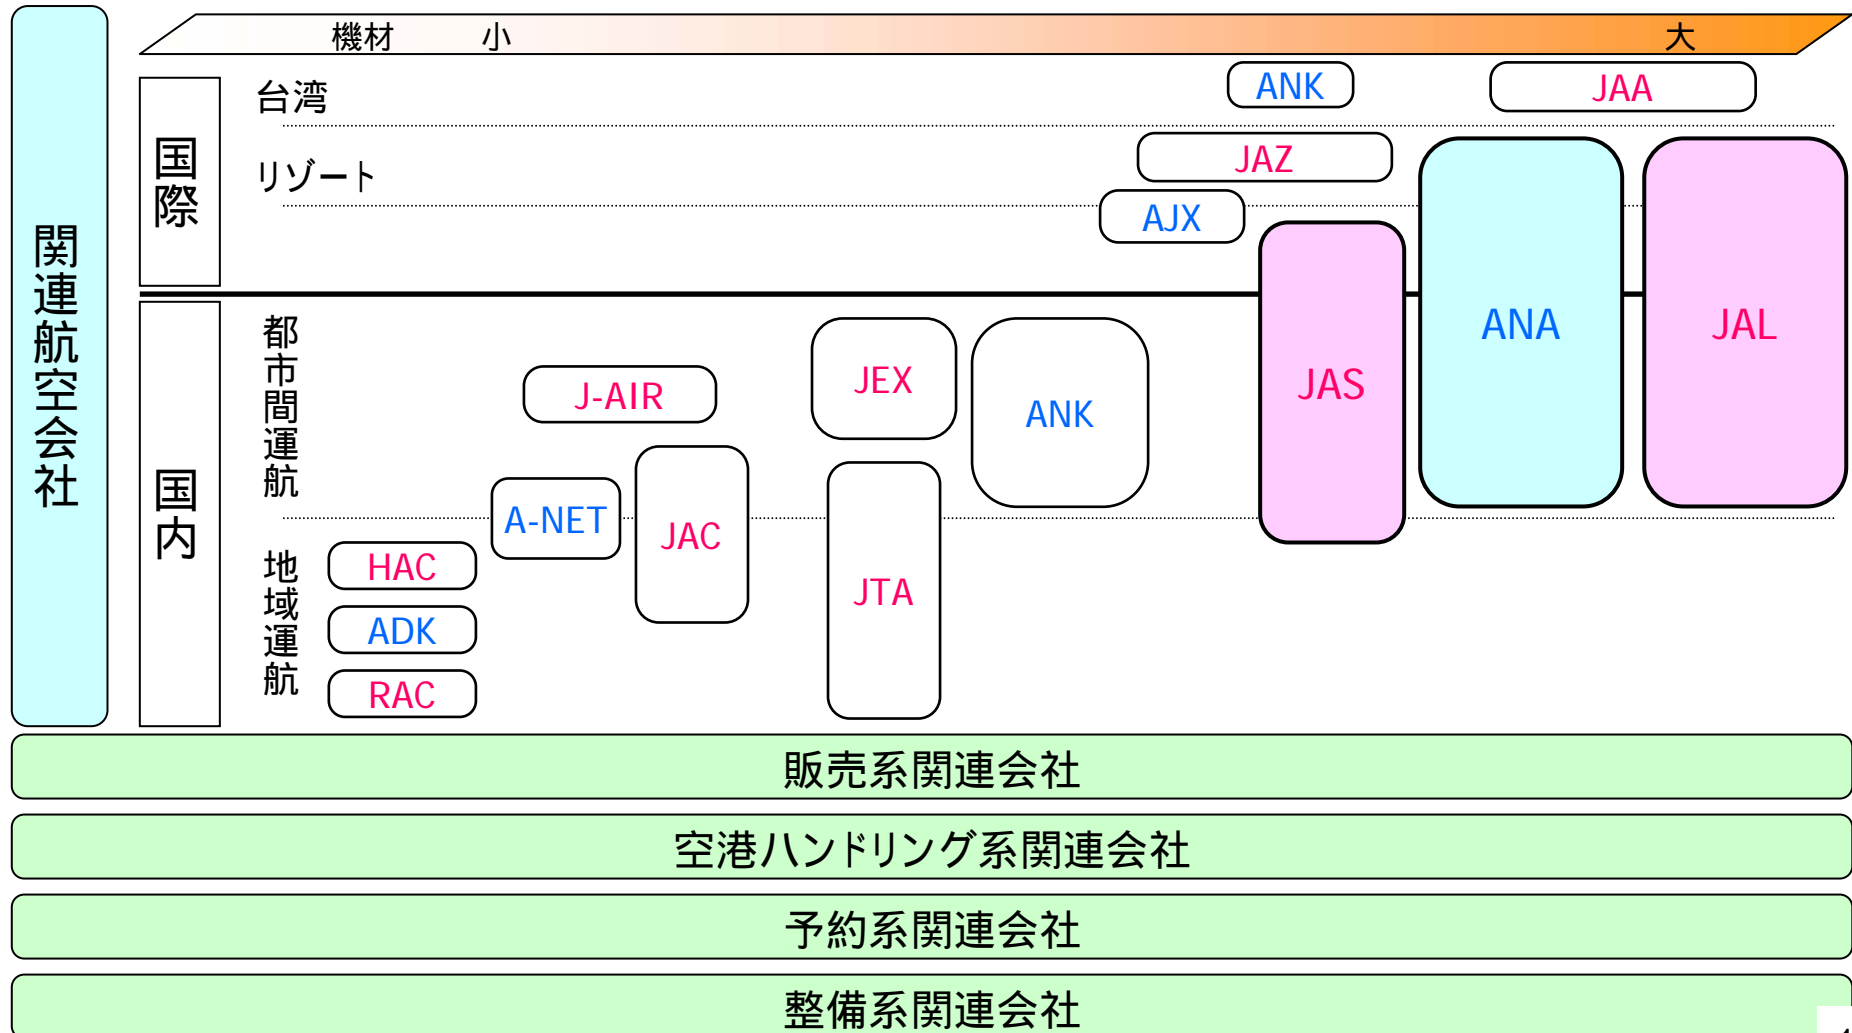 関連航空会社
機材 小 大
国際
台湾
ANK
JAA
リゾート
JAZ
AJX
国内
都市間運航
J-AIR
JEX
ANK
JAS
ANA
JAL
A-NET
JAC
JTA
地域運航
HAC
ADK
RAC
販売系関連会社
空港ハンドリング系関連会社
予約系関連会社
整備系関連会社